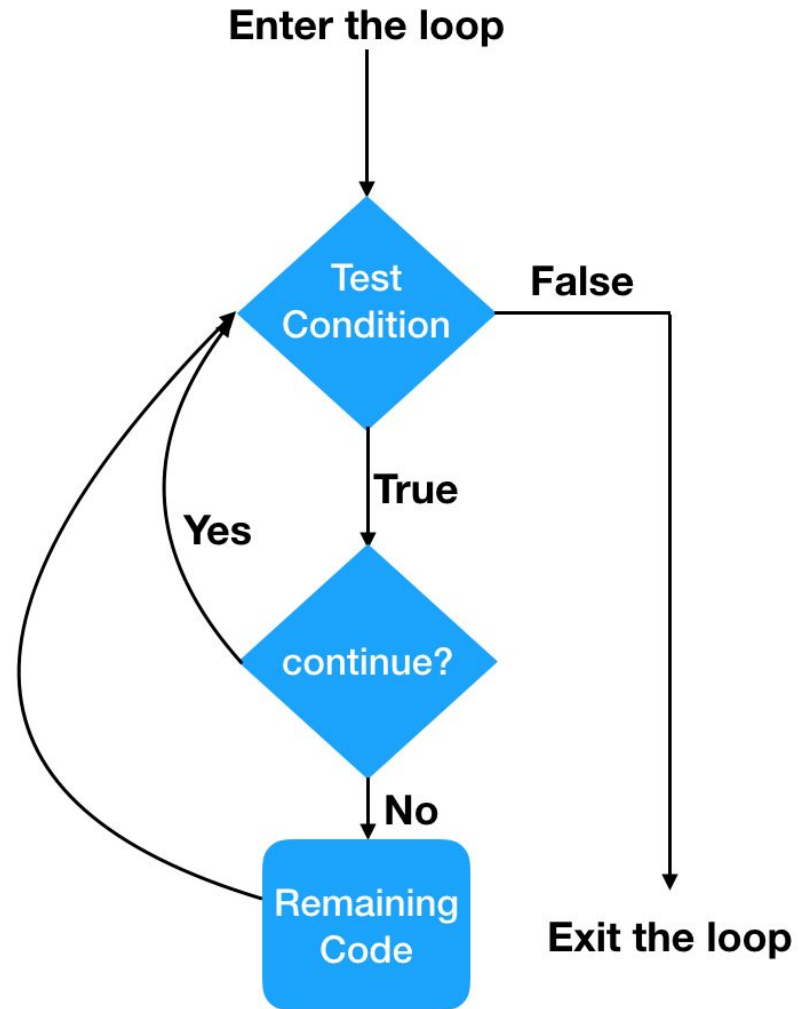 Enter the loop
Test
Condition
False
True
Yes
continue?
No
Remaining
Code
Exit the loop